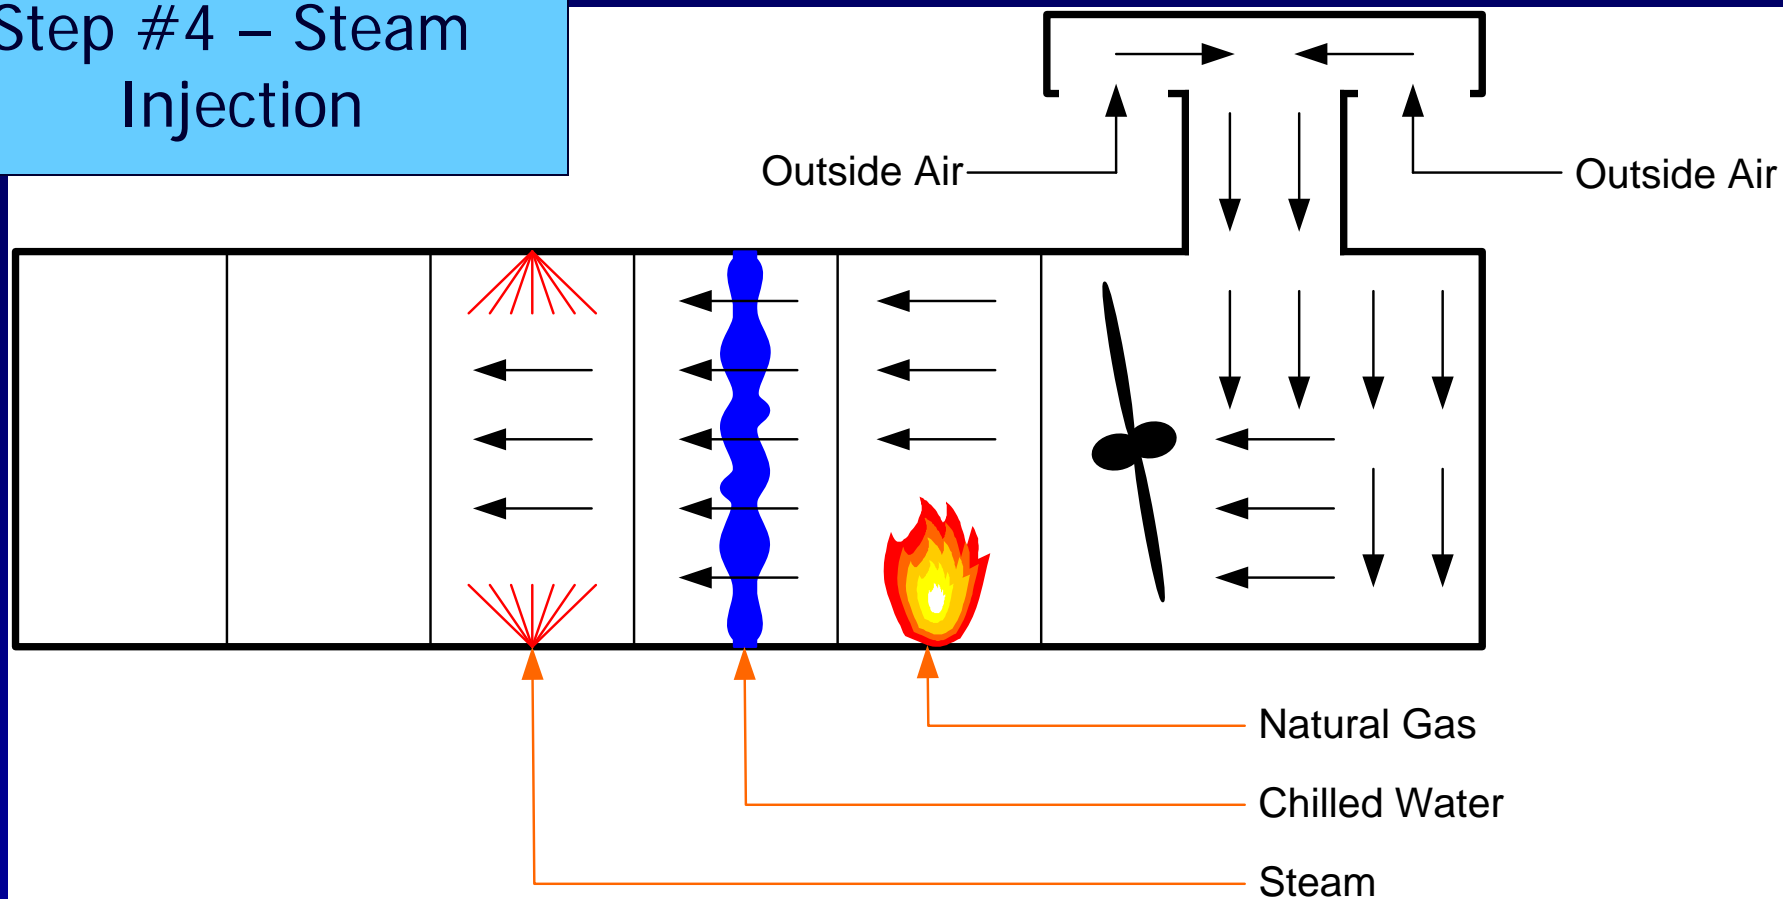 Step #4 – Steam
Injection
Outside Air
Outside Air
Natural Gas
Chilled Water
Steam